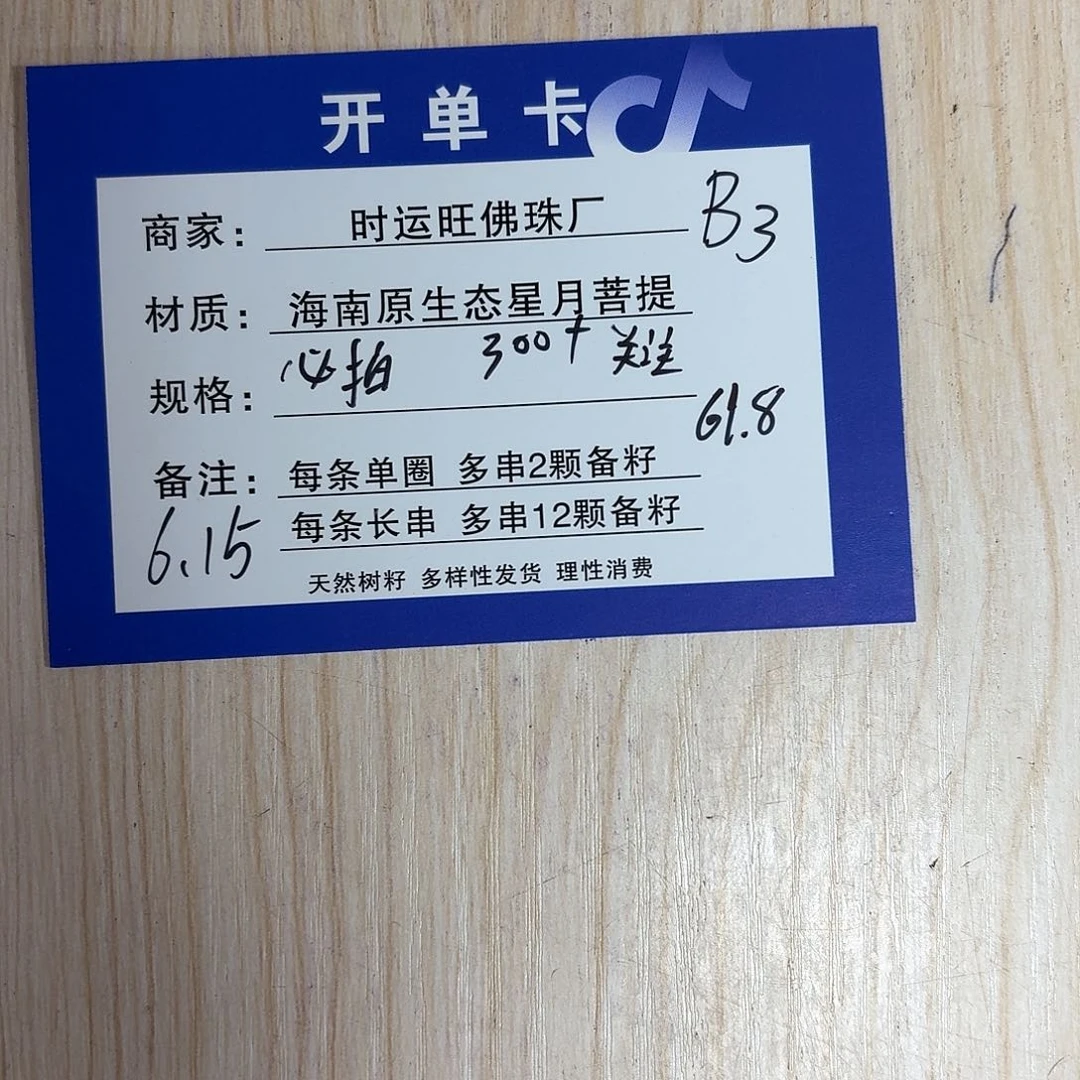 开单卡
商家： 时运旺佛珠厂 B3
材质： 海南原生态星月菩提
规格： 必拍 300+ 关注
61.8
备注： 每条单圈 多串2颗备籽
6.15 每条长串 多串12颗备籽
天然树籽 多样性发货 理性消费